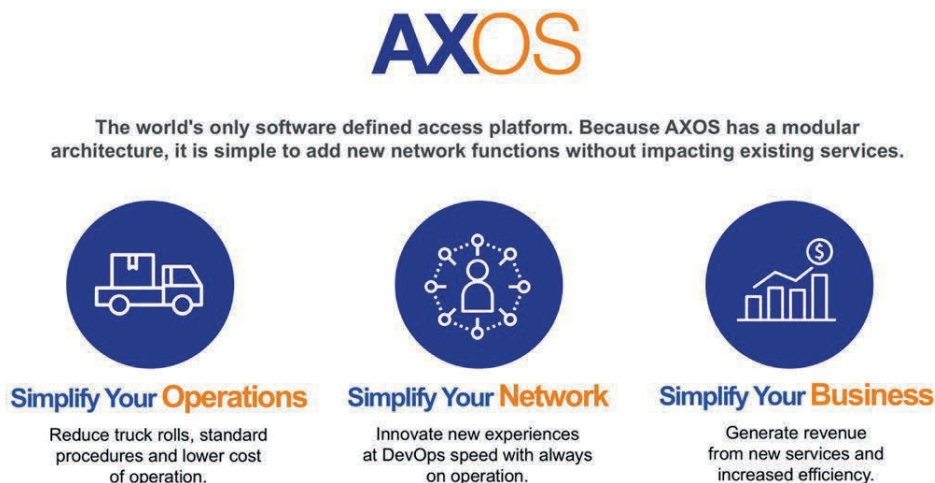 AXOS
The world's only software defined access platform. Because AXOS has a modular
architecture, it is simple to add new network functions without impacting existing services.
$
Simplify Your Operations
Reduce truck rolls, standard
procedures and lower cost
of operation.
Simplify Your Network
Innovate new experiences
at DevOps speed with always
on operation.
Simplify Your Business
Generate revenue
from new services and
increased efficiency.